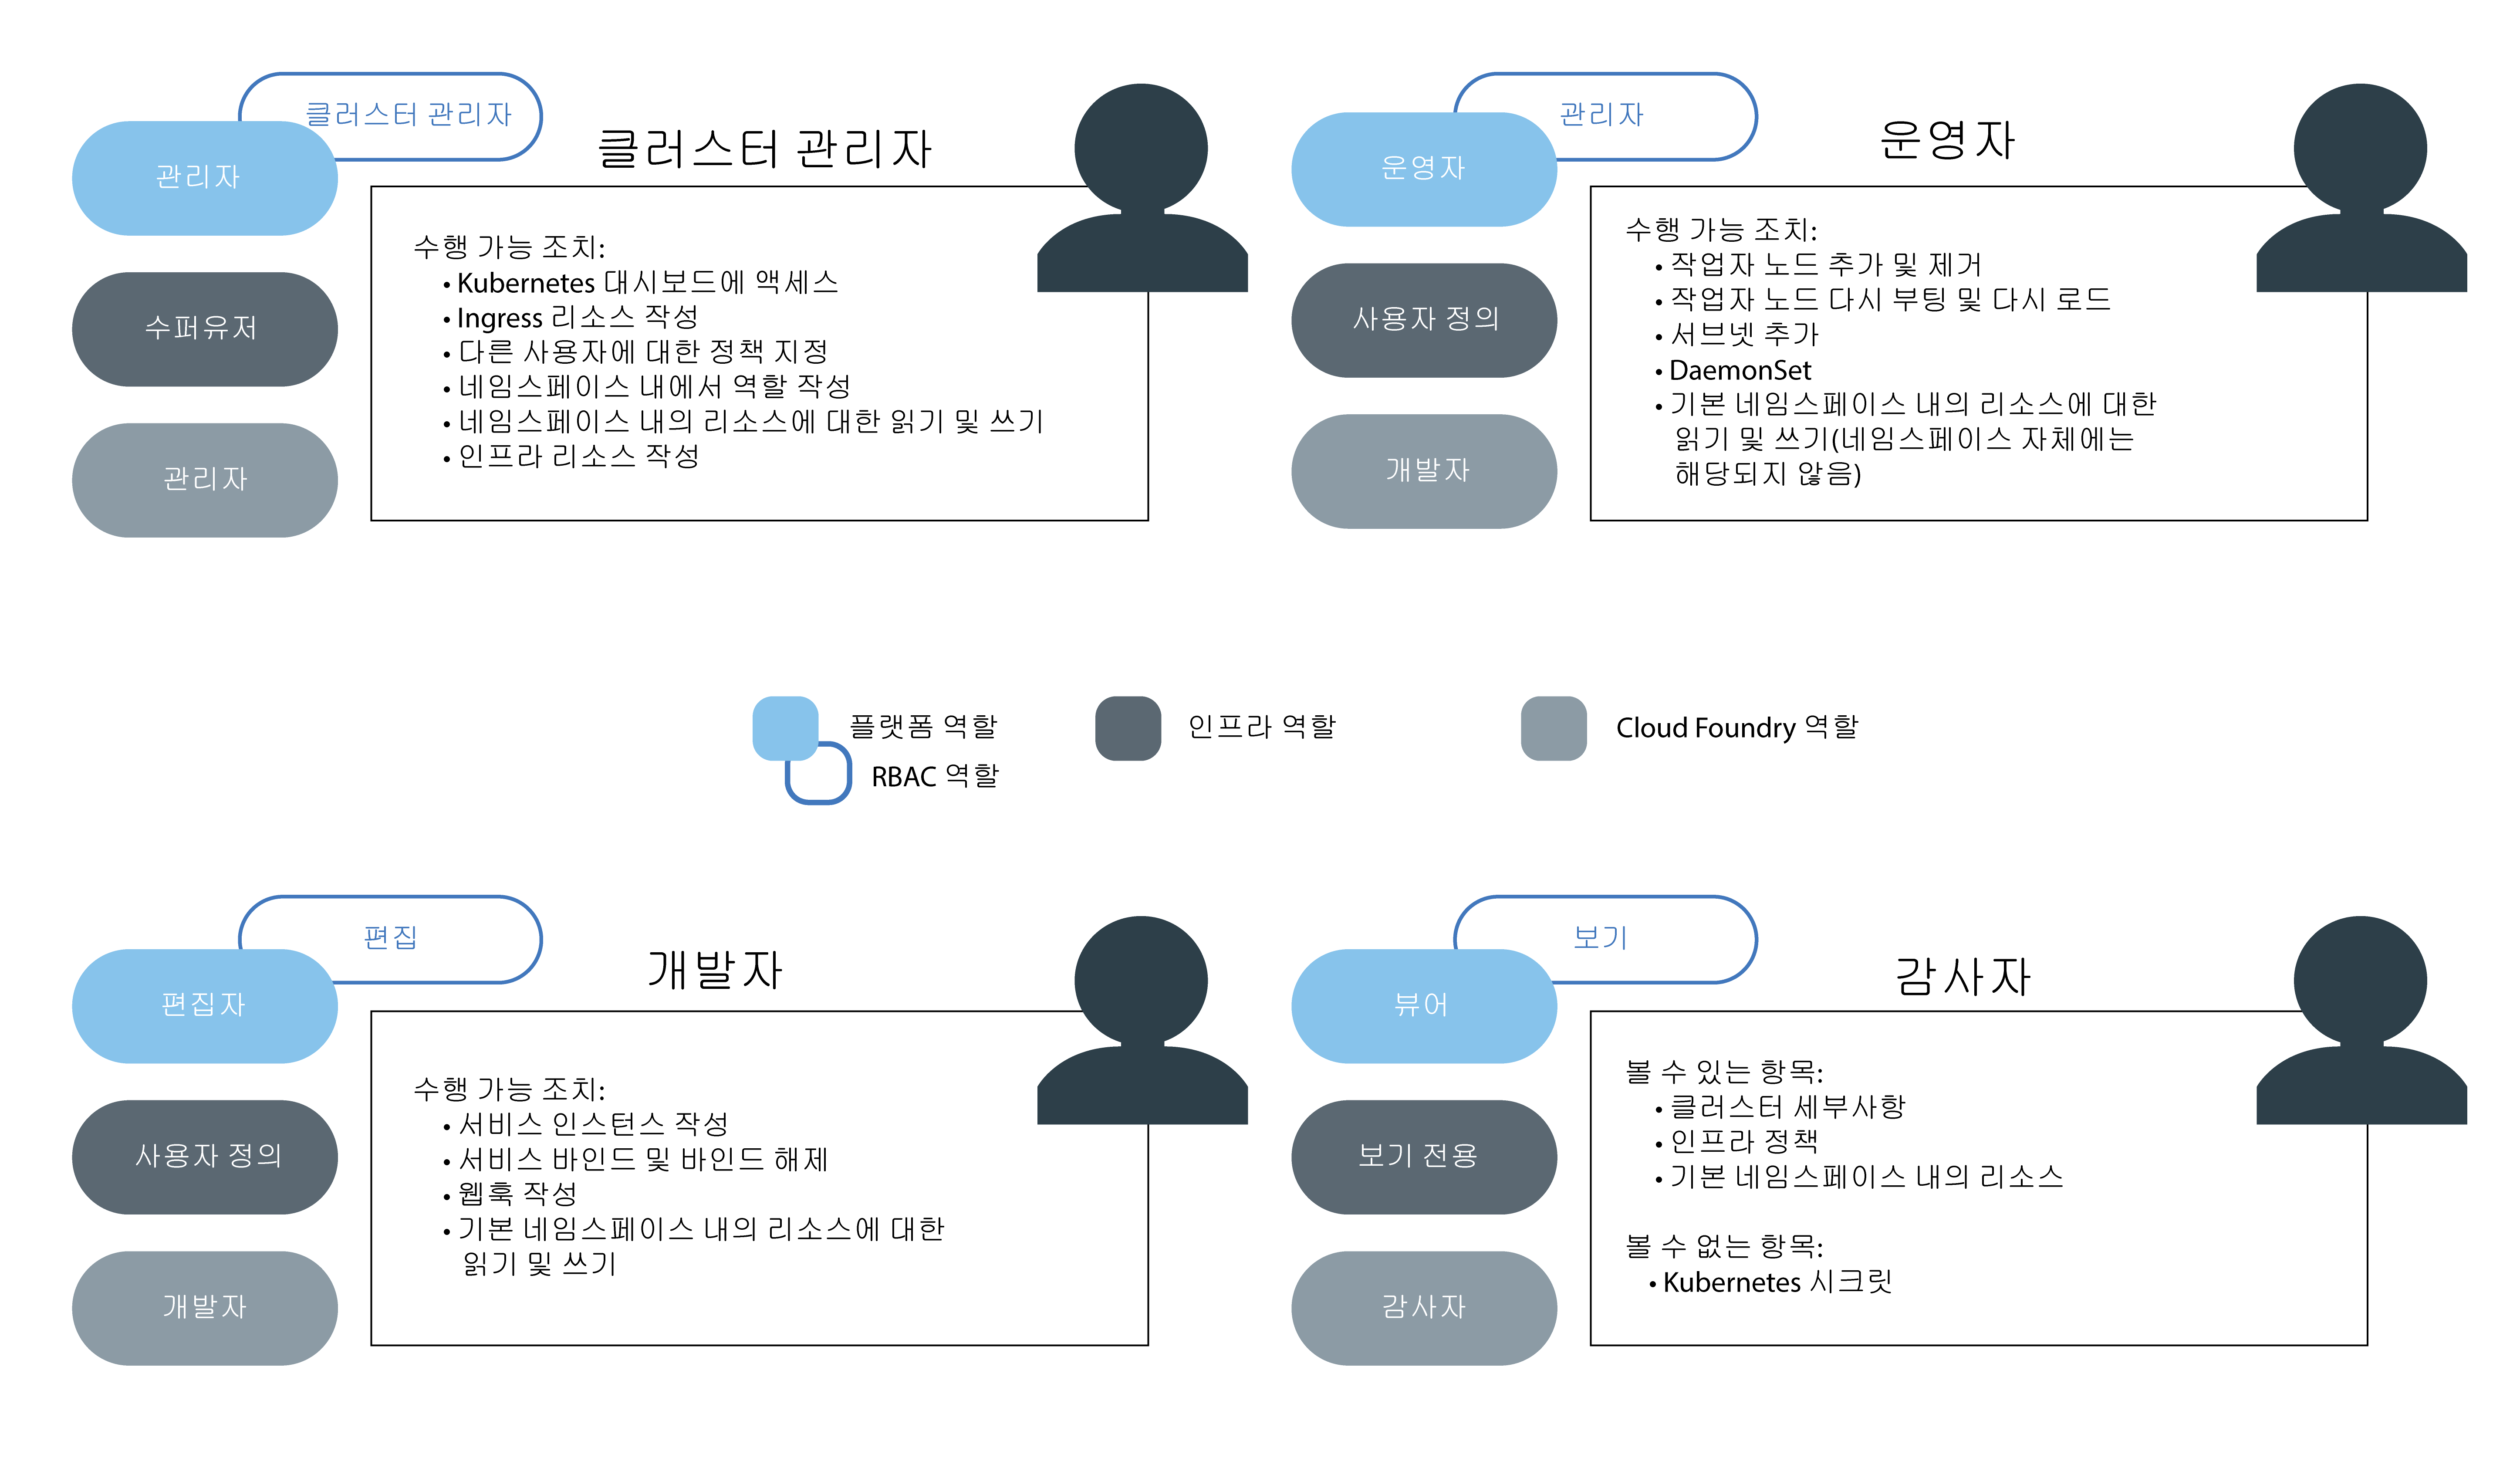 클러스터 관리자
관리자
수퍼유저
관리자
클러스터 관리자
수행 가능 조치:
• Kubernetes 대시보드에 액세스
• Ingress 리소스 작성
• 다른 사용자에 대한 정책 지정
• 네임스페이스 내에서 역할 작성
• 네임스페이스 내의 리소스에 대한 읽기 및 쓰기
• 인프라 리소스 작성
관리자
운영자
사용자 정의
개발자
운영자
수행 가능 조치:
• 작업자 노드 추가 및 제거
• 작업자 노드 다시 부팅 및 다시 로드
• 서브넷 추가
• DaemonSet
• 기본 네임스페이스 내의 리소스에 대한
읽기 및 쓰기(네임스페이스 자체에는
해당되지 않음)
플랫폼 역할
RBAC 역할
인프라 역할
Cloud Foundry 역할
편집
편집자
사용자 정의
개발자
개발자
수행 가능 조치:
• 서비스 인스턴스 작성
• 서비스 바인드 및 바인드 해제
• 웹훅 작성
• 기본 네임스페이스 내의 리소스에 대한
읽기 및 쓰기
보기
뷰어
보기 전용
감사자
감사자
볼 수 있는 항목:
• 클러스터 세부사항
• 인프라 정책
• 기본 네임스페이스 내의 리소스
볼 수 없는 항목:
• Kubernetes 시크릿